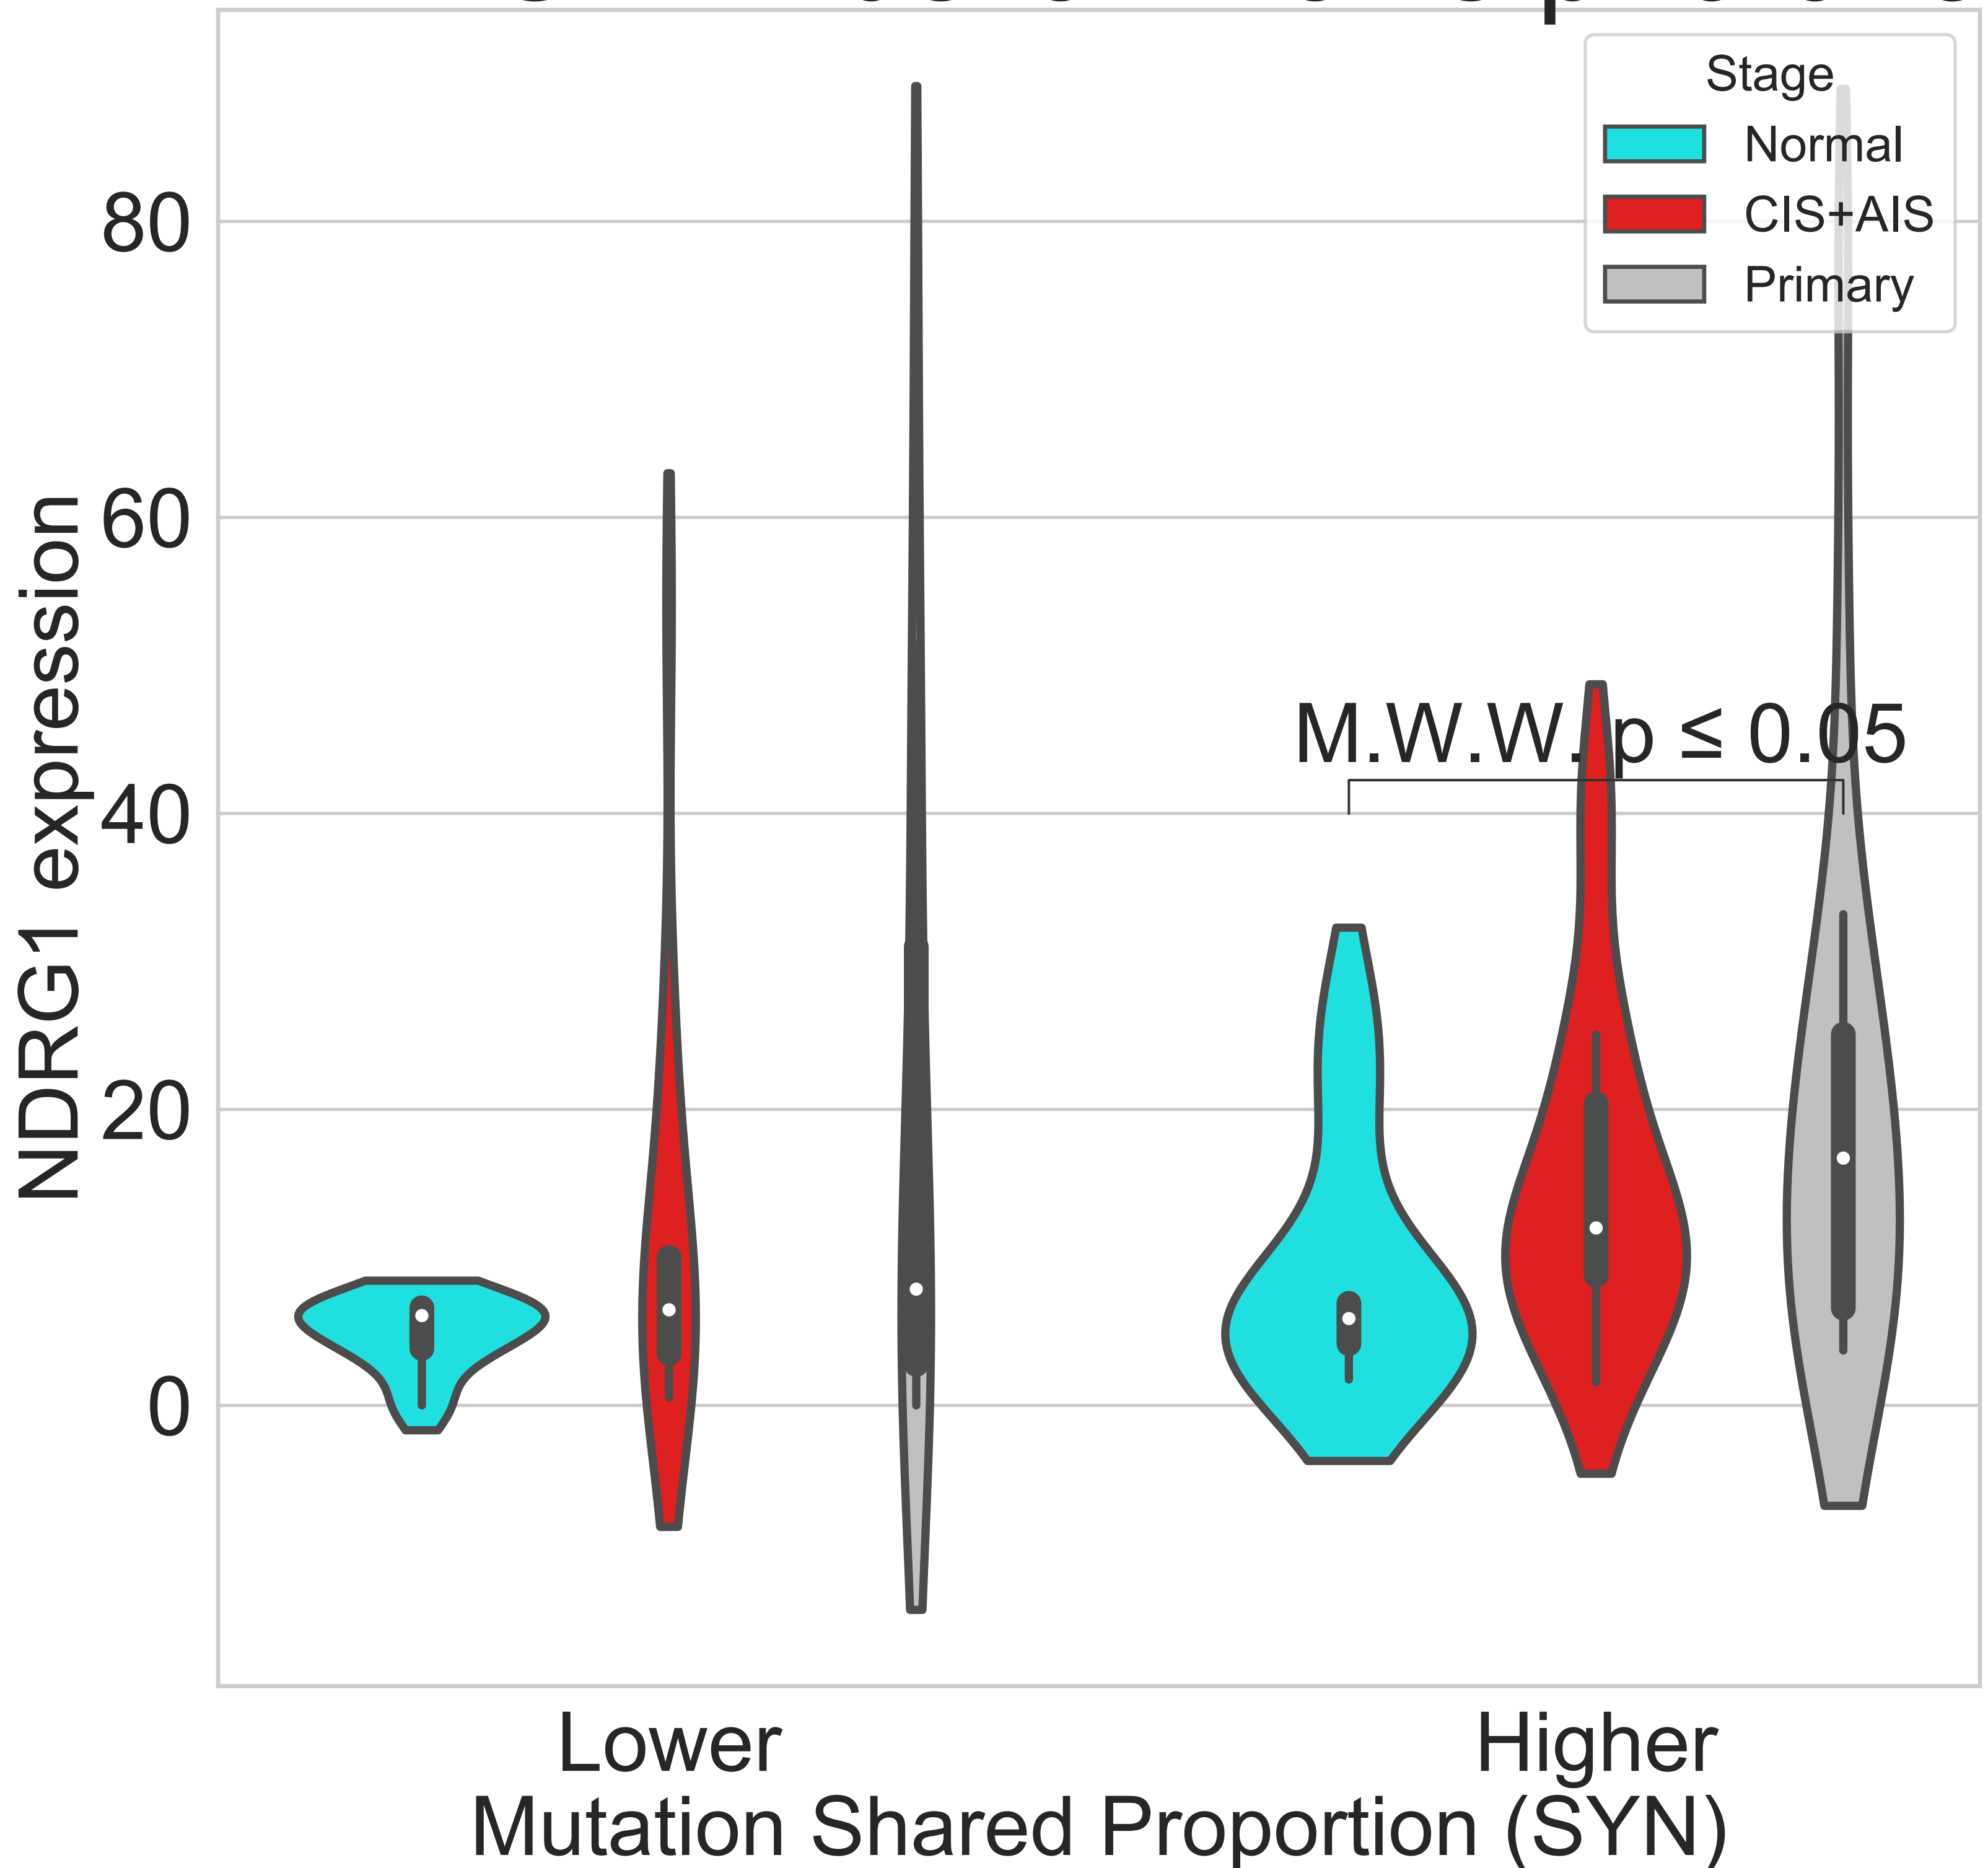 Stage
Normal
CIS+AIS
Primary
80
60
40
20
0
NDRG1 expression
M.W.W. p ≤ 0.05
Lower
Higher
Mutation Shared Proportion (SYN)